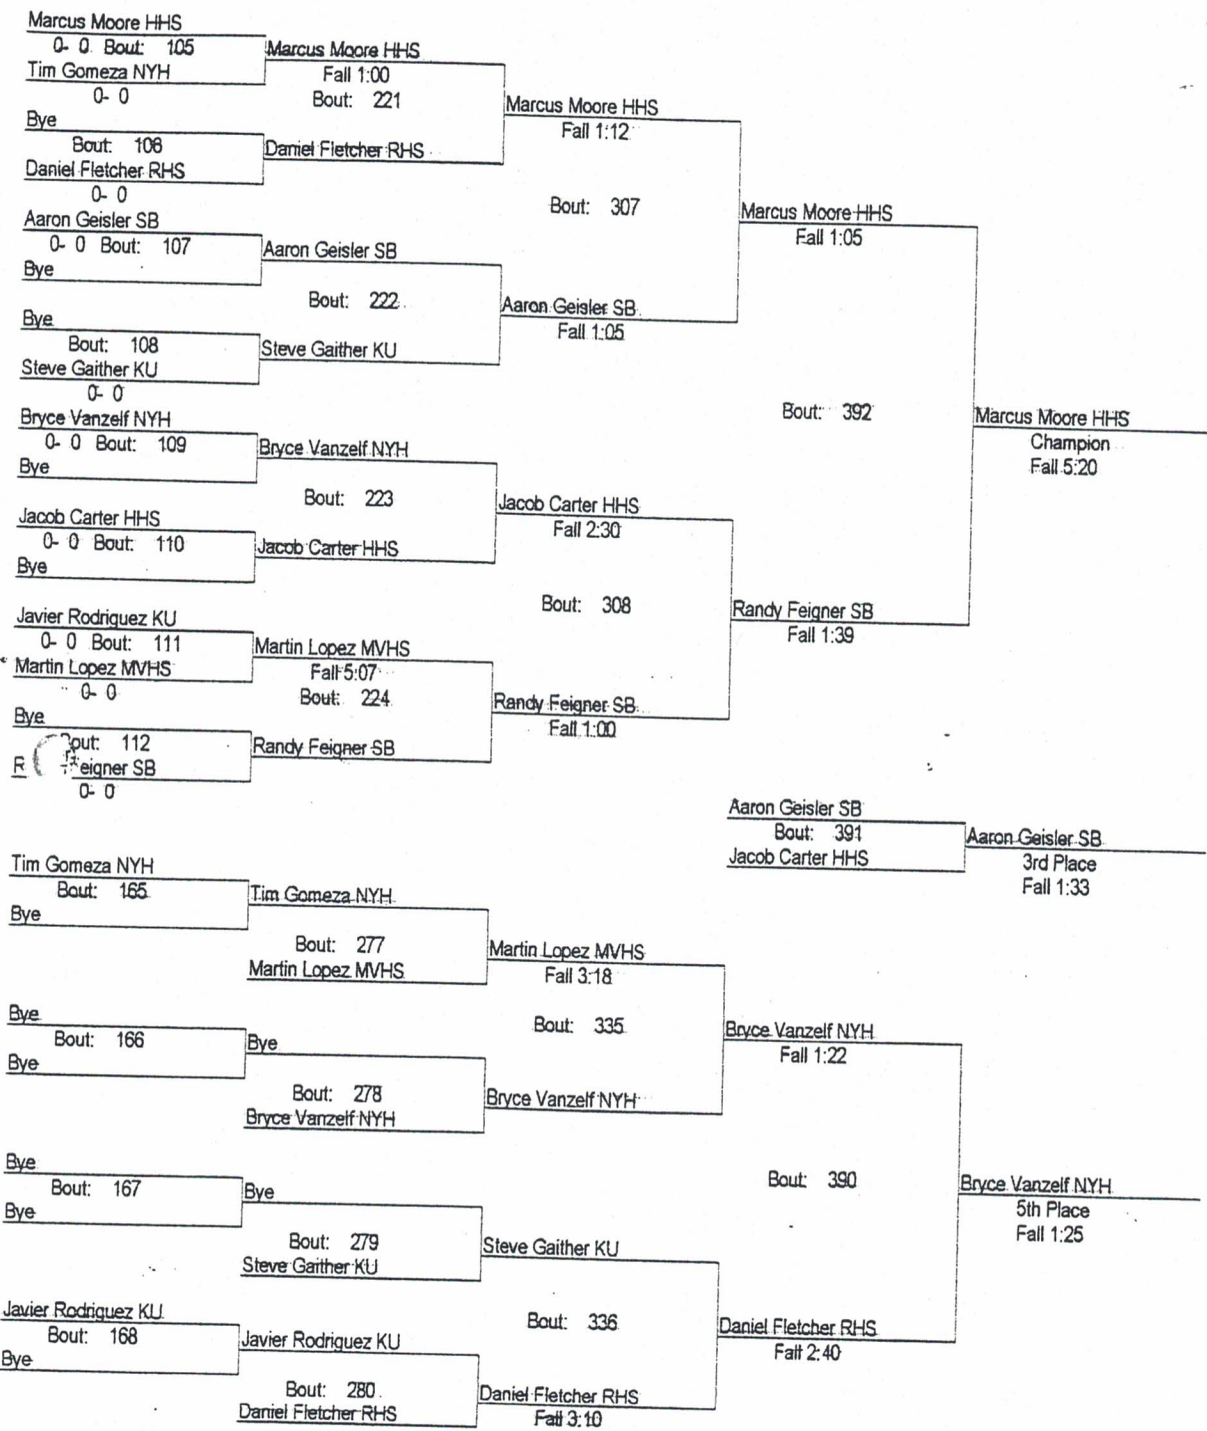 Marcus Moore HHS
0- 0 Bout: 105
Tim Gomeza NYH
0- 0
Bye
Bout: 106
Daniel Fletcher RHS
0- 0
Aaron Geisler SB
0- 0 Bout: 107
Bye
Bye
Bout: 108
Steve Gaither KU
0- 0
Bryce Vanzelf NYH
0- 0 Bout: 109
Bye
Jacob Carter HHS
0- 0 Bout: 110
Bye
Javier Rodriguez KU
0- 0 Bout: 111
Martin Lopez MVHS
0- 0
Bye
Bout: 112
R Feigner SB
0- 0
Marcus Moore HHS
Fall 1:00
Bout: 221
Daniel Fletcher RHS
Aaron Geisler SB
Bout: 222
Steve Gaither KU
Bryce Vanzelf NYH
Bout: 223
Jacob Carter HHS
Martin Lopez MVHS
Fall 5:07
Bout: 224
Randy Feigner SB
Marcus Moore HHS
Fall 1:12
Bout: 307
Aaron Geisler SB
Fall 1:05
Jacob Carter HHS
Fall 2:30
Bout: 308
Randy Feigner SB
Fall 1:00
Marcus Moore HHS
Fall 1:05
Bout: 392
Randy Feigner SB
Fall 1:39
Marcus Moore HHS
Champion
Fall 5:20
Aaron Geisler SB
Bout: 391
Jacob Carter HHS
Aaron Geisler SB
3rd Place
Fall 1:33
Tim Gomeza NYH
Bout: 165
Bye
Bye
Bout: 166
Bye
Bye
Bout: 167
Bye
Javier Rodriguez KU
Bout: 168
Bye
Tim Gomeza NYH
Bout: 277
Martin Lopez MVHS
Bye
Bout: 278
Bryce Vanzelf NYH
Bye
Bout: 279
Steve Gaither KU
Javier Rodriguez KU
Bout: 280
Daniel Fletcher RHS
Martin Lopez MVHS
Fall 3:18
Bout: 335
Bryce Vanzelf NYH
Steve Gaither KU
Bout: 336
Daniel Fletcher RHS
Fall 3:10
Bryce Vanzelf NYH
Fall 1:22
Bout: 390
Daniel Fletcher RHS
Fall 2:40
Bryce Vanzelf NYH
5th Place
Fall 1:25